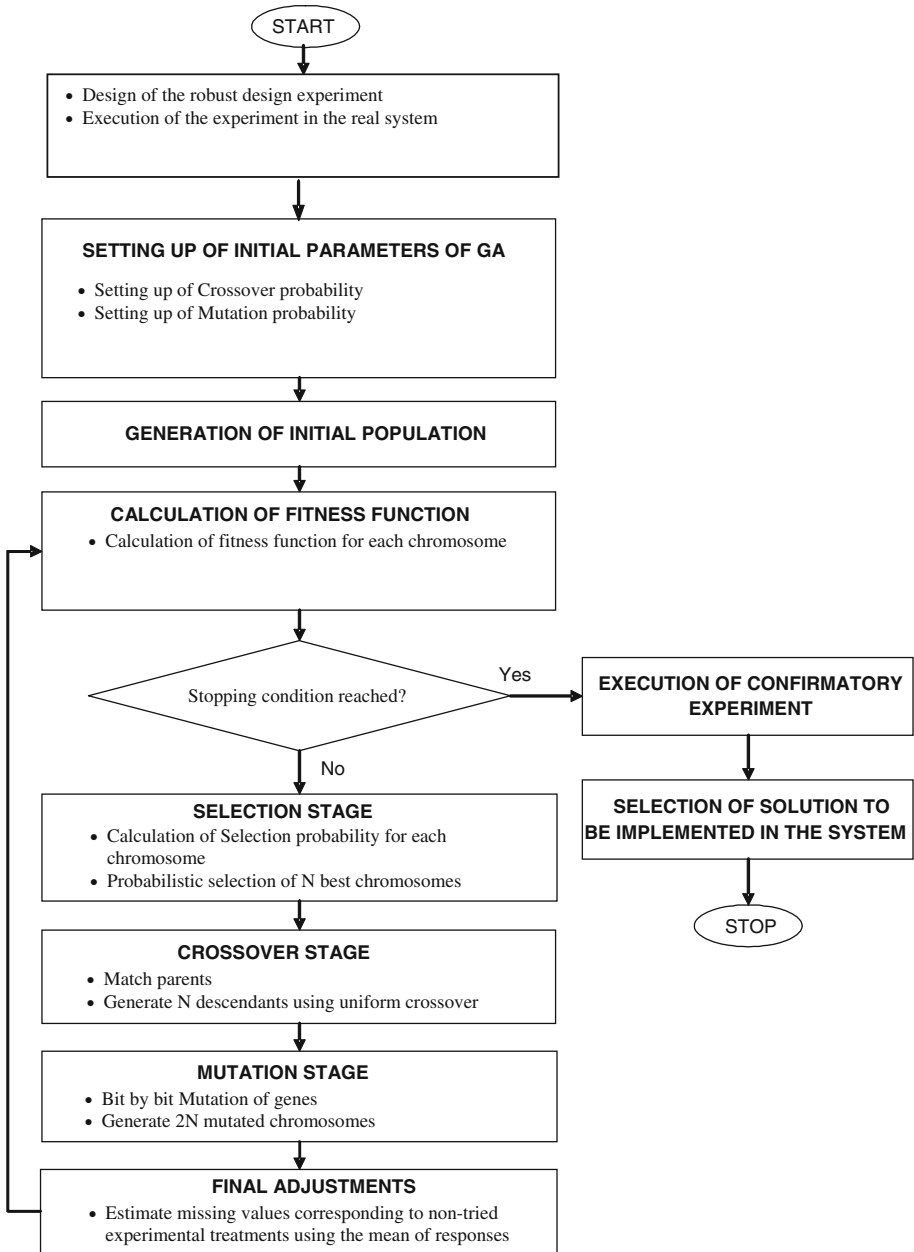 START
• Design of the robust design experiment
• Execution of the experiment in the real system
SETTING UP OF INITIAL PARAMETERS OF GA
• Setting up of Crossover probability
• Setting up of Mutation probability
GENERATION OF INITIAL POPULATION
CALCULATION OF FITNESS FUNCTION
• Calculation of fitness function for each chromosome
Stopping condition reached?
Yes
EXECUTION OF CONFIRMATORY
EXPERIMENT
SELECTION OF SOLUTION TO
BE IMPLEMENTED IN THE SYSTEM
STOP
No
SELECTION STAGE
• Calculation of Selection probability for each
chromosome
• Probabilistic selection of N best chromosomes
CROSSOVER STAGE
• Match parents
• Generate N descendants using uniform crossover
MUTATION STAGE
• Bit by bit Mutation of genes
• Generate 2N mutated chromosomes
FINAL ADJUSTMENTS
• Estimate missing values corresponding to non-tried
experimental treatments using the mean of responses